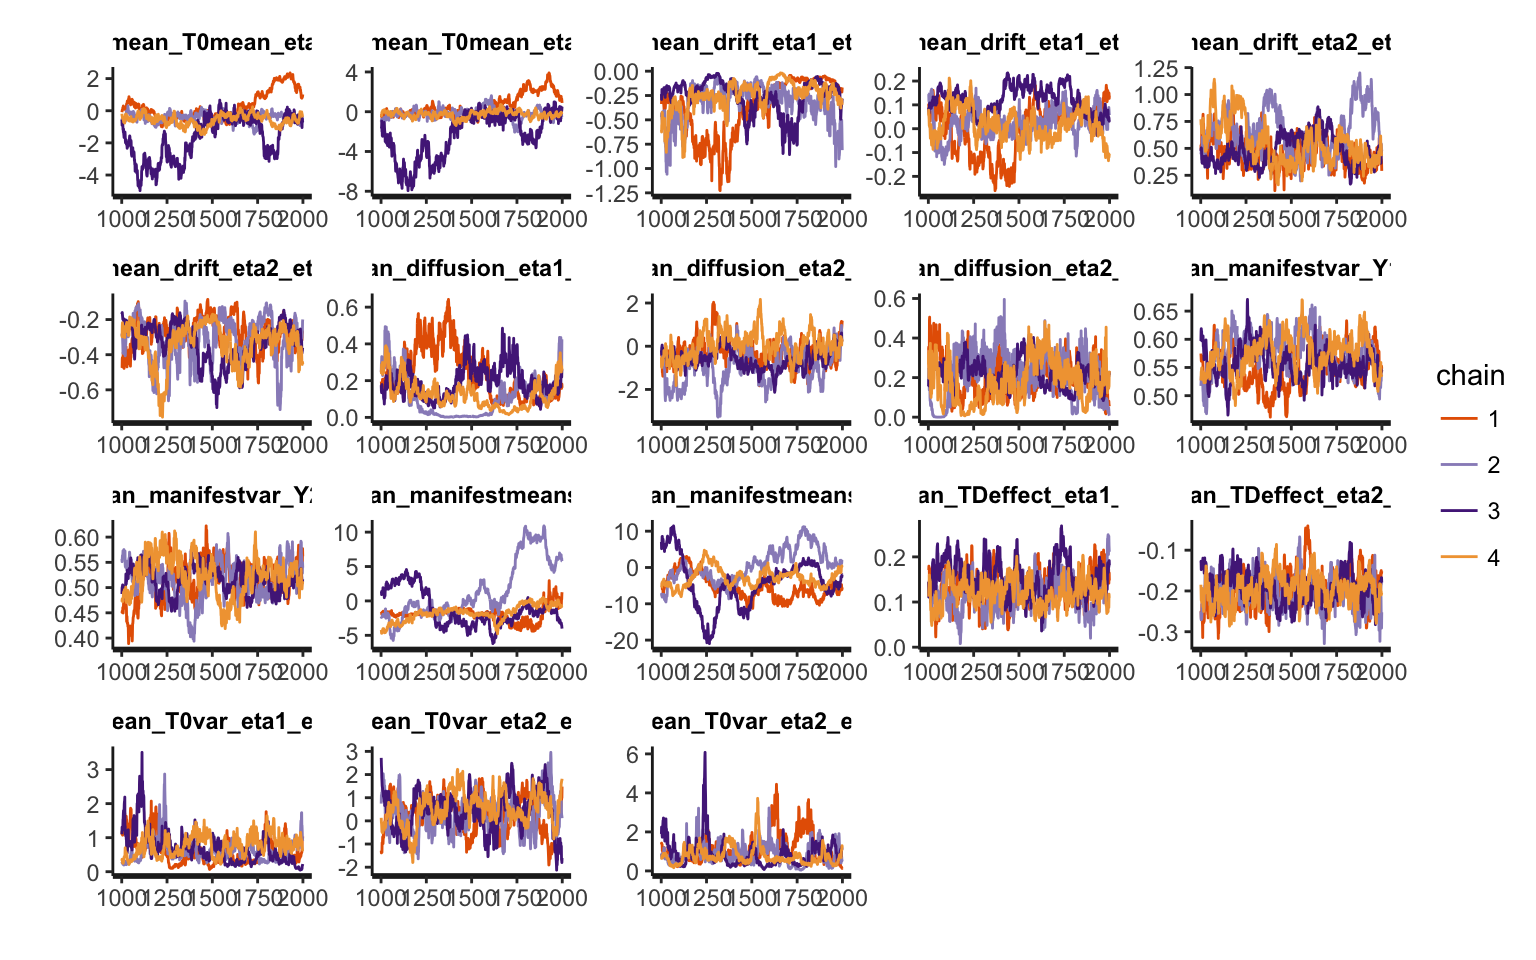 mean_T0mean_eta mean_T0mean_eta mean_drift_eta1_et mean_drift_eta1_et mean_drift_eta2_et
2 0 -2 -4
4 0 -4 -8
0.00 -0.25 -0.50 -0.75 -1.00 -1.25
0.2 0.1 0.0 -0.1 -0.2
1.25 1.00 0.75 0.50 0.25
1000 1250 1500 1750 2000 1000 1250 1500 1750 2000 1000 1250 1500 1750 2000 1000 1250 1500 1750 2000 1000 1250 1500 1750 2000
mean_drift_eta2_et an_diffusion_eta1_ an_diffusion_eta2_ an_diffusion_eta2_ an_manifestvar_Y1
-0.2 -0.4 -0.6
0.6 0.4 0.2 0.0
2 0 -2
0.6 0.4 0.2 0.0
0.65 0.60 0.55 0.50
1000 1250 1500 1750 2000 1000 1250 1500 1750 2000 1000 1250 1500 1750 2000 1000 1250 1500 1750 2000 1000 1250 1500 1750 2000
an_manifestvar_Y2 an_manifestmeans an_manifestmeans an_TDeffect_eta1_ an_TDeffect_eta2_
0.60 0.55 0.50 0.45 0.40
10 5 0 -5
10 0 -10 -20
0.2 0.1 0.0
-0.1 -0.2 -0.3
1000 1250 1500 1750 2000 1000 1250 1500 1750 2000 1000 1250 1500 1750 2000 1000 1250 1500 1750 2000 1000 1250 1500 1750 2000
ean_T0var_eta1_e ean_T0var_eta2_e ean_T0var_eta2_e
3 2 1 0
3 2 1 0 -1 -2
6 4 2 0
1000 1250 1500 1750 2000 1000 1250 1500 1750 2000 1000 1250 1500 1750 2000
chain
1
2
3
4